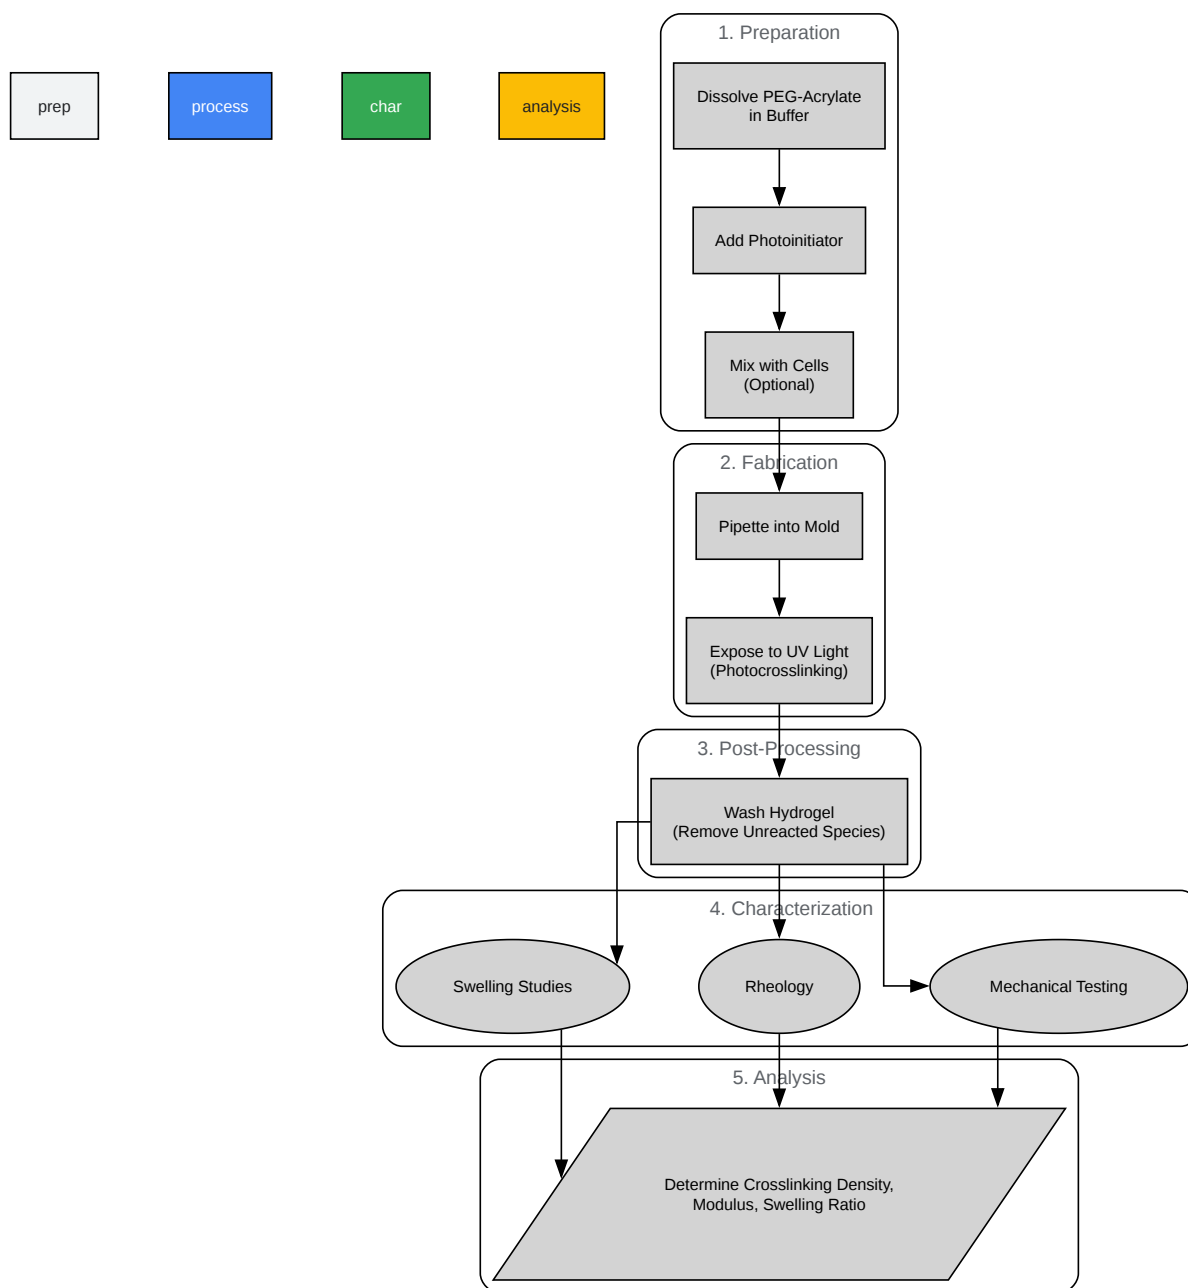 prep
process
char
analysis
1. Preparation
Dissolve PEG-Acrylate
in Buffer
Add Photoinitiator
Mix with Cells
(Optional)
2. Fabrication
Pipette into Mold
Expose to UV Light
(Photocrosslinking)
3. Post-Processing
Wash Hydrogel
(Remove Unreacted Species)
4. Characterization
Swelling Studies
Rheology
Mechanical Testing
5. Analysis
Determine Crosslinking Density,
Modulus, Swelling Ratio